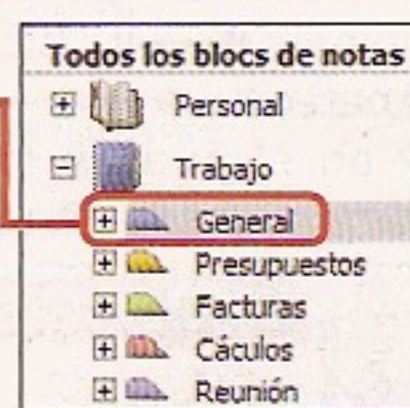 Todos los blocs de notas
Personal
Trabajo
General
Presupuestos
Facturas
Cáculos
Reunión